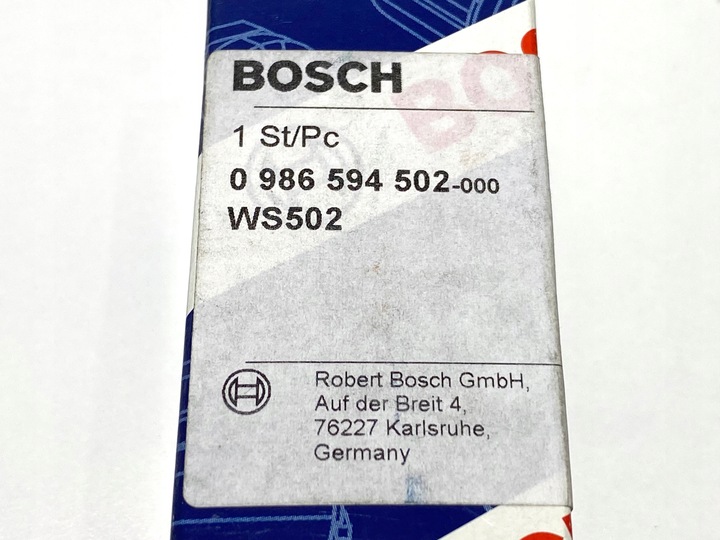 BOSCH
1 St/Pc
0 986 594 502-000
WS502
Robert Bosch GmbH,
Auf der Breit 4,
76227 Karlsruhe,
Germany